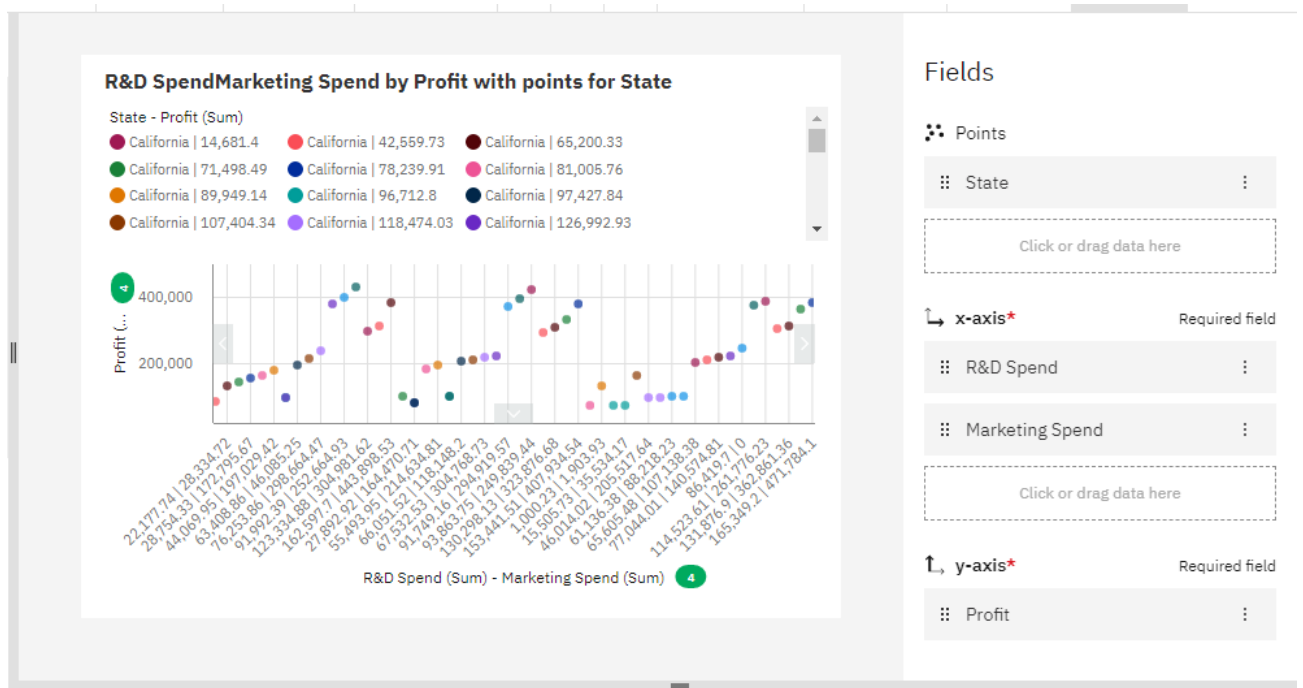 R&D SpendMarketing Spend by Profit with points for State
State - Profit (Sum)
California | 14,681.4 California | 42,559.73 California | 65,200.33
California | 71,498.49 California | 78,239.91 California | 81,005.76
California | 89,949.14 California | 96,712.8 California | 97,427.84
California | 107,404.34 California | 118,474.03 California | 126,992.93
4
Profit (...
400,000
200,000
22,177.74 | 28,334.72
28,754.33 | 172,795.67
44,069.95 | 197,029.42
63,408.86 | 46,085.25
76,253.86 | 298,664.47
91,992.39 | 252,664.93
123,334.88 | 304,981.62
162,597.7 | 443,898.53
27,892.92 | 164,470.71
55,493.95 | 214,634.81
66,051.52 | 118,148.2
67,532.53 | 304,768.73
91,749.16 | 294,919.57
93,863.75 | 249,839.44
130,298.13 | 323,876.68
153,441.51 | 407,934.54
1,000.23 | 1,903.93
15,505.73 | 35,534.17
46,014.02 | 205,517.64
61,136.38 | 88,218.23
65,605.48 | 107,138.38
77,044.01 | 140,574.81
86,419.7 | 0
114,523.61 | 261,776.23
131,876.9 | 362,861.36
165,349.2 | 471,784.1
R&D Spend (Sum) - Marketing Spend (Sum) 4
Fields
Points
State
Click or drag data here
x-axis* Required field
R&D Spend
Marketing Spend
Click or drag data here
y-axis* Required field
Profit